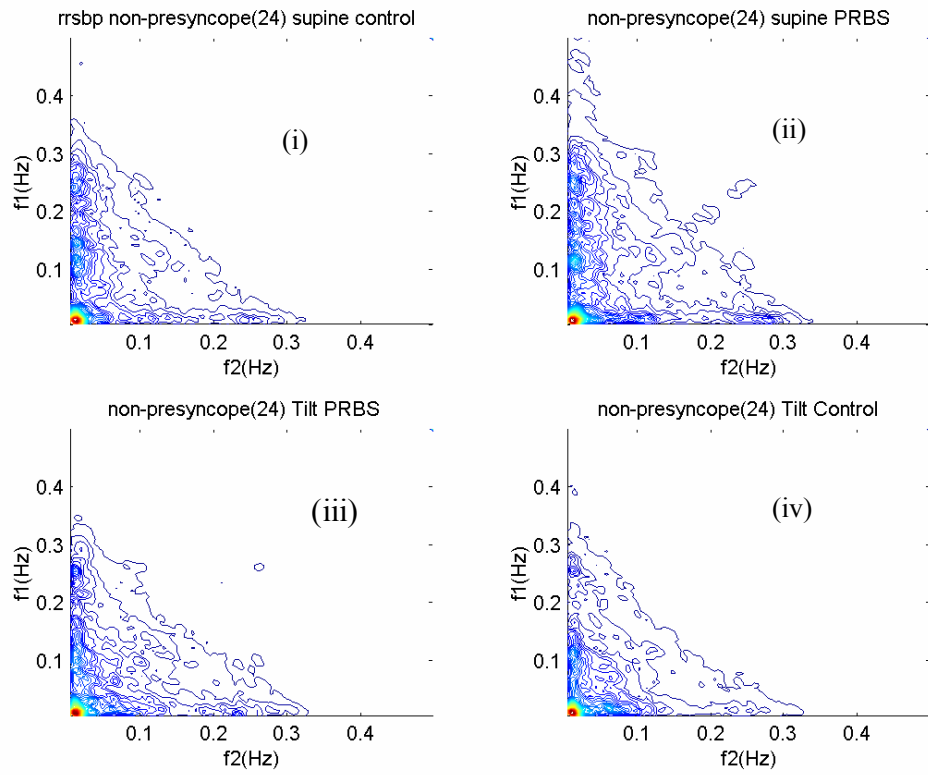 rrsbp non-presyncope(24) supine control
0.4
0.3
0.2
0.1
f1(Hz)
(i)
0.1 0.2 0.3 0.4
f2(Hz)
non-presyncope(24) supine PRBS
0.4
0.3
0.2
0.1
f1(Hz)
(ii)
0.1 0.2 0.3 0.4
f2(Hz)
non-presyncope(24) Tilt PRBS
0.4
0.3
0.2
0.1
f1(Hz)
(iii)
0.1 0.2 0.3 0.4
f2(Hz)
non-presyncope(24) Tilt Control
0.4
0.3
0.2
0.1
f1(Hz)
(iv)
0.1 0.2 0.3 0.4
f2(Hz)